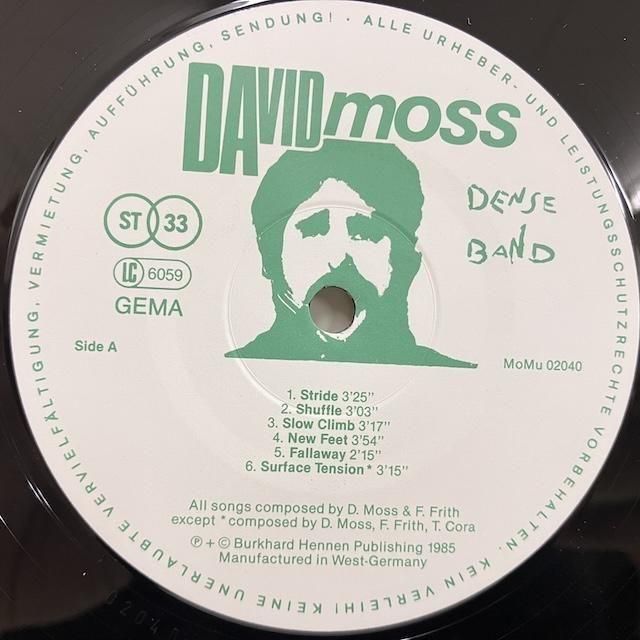 ALLE URHEBER- UND LEISTUNGSSCHUTZRECHTE VORBEHALTEN. KEIN VERLEIH! KEINE UNERLAUBTE VERVIELFÄLTIGUNG, VERMIETUNG, AUFFÜHRUNG, SENDUNG! ·
DAVID moss
DENSE
BAND
ST 33
LC 6059
GEMA
Side A
MoMu 02040
1. Stride 3'25"
2. Shuffle 3'03"
3. Slow Climb 3'17"
4. New Feet 3'54"
5. Fallaway 2'15"
6. Surface Tension * 3'15"
All songs composed by D. Moss & F. Frith
except * composed by D. Moss, F. Frith, T. Cora
℗ + © Burkhard Hennen Publishing 1985
Manufactured in West-Germany